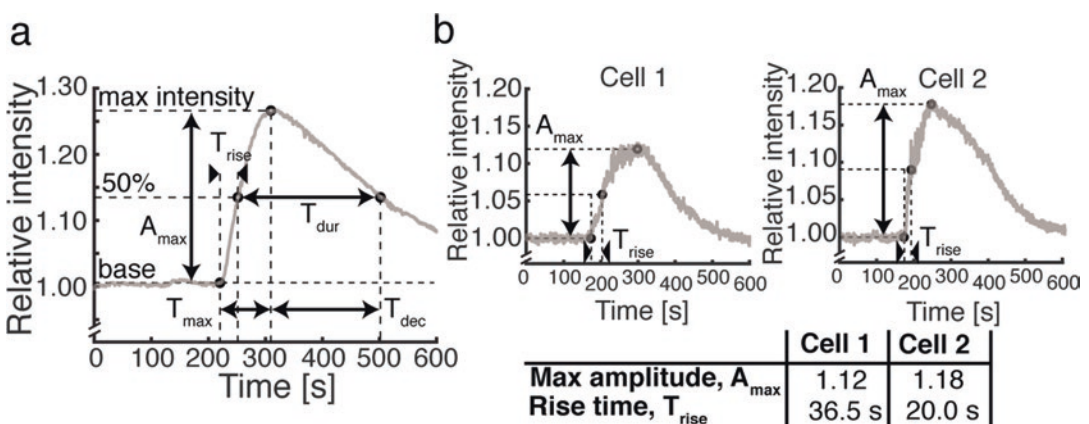 a
Relative intensity
1.30
1.20
1.10
1.00
max intensity
T rise
50%
A max
T dur
base
T max
T dec
0 100 200 300 400 500 600
Time [s]
b
Cell 1
Relative intensity
1.20
1.15
1.10
1.05
1.00
A max
T rise
0 100 200 300 400 500 600
Time [s]
Cell 2
Relative intensity
1.20
1.15
1.10
1.05
1.00
A max
T rise
0 100 200 300 400 500 600
Time [s]
Cell 1 Cell 2
Max amplitude, A max 1.12 1.18
Rise time, T rise 36.5 s 20.0 s